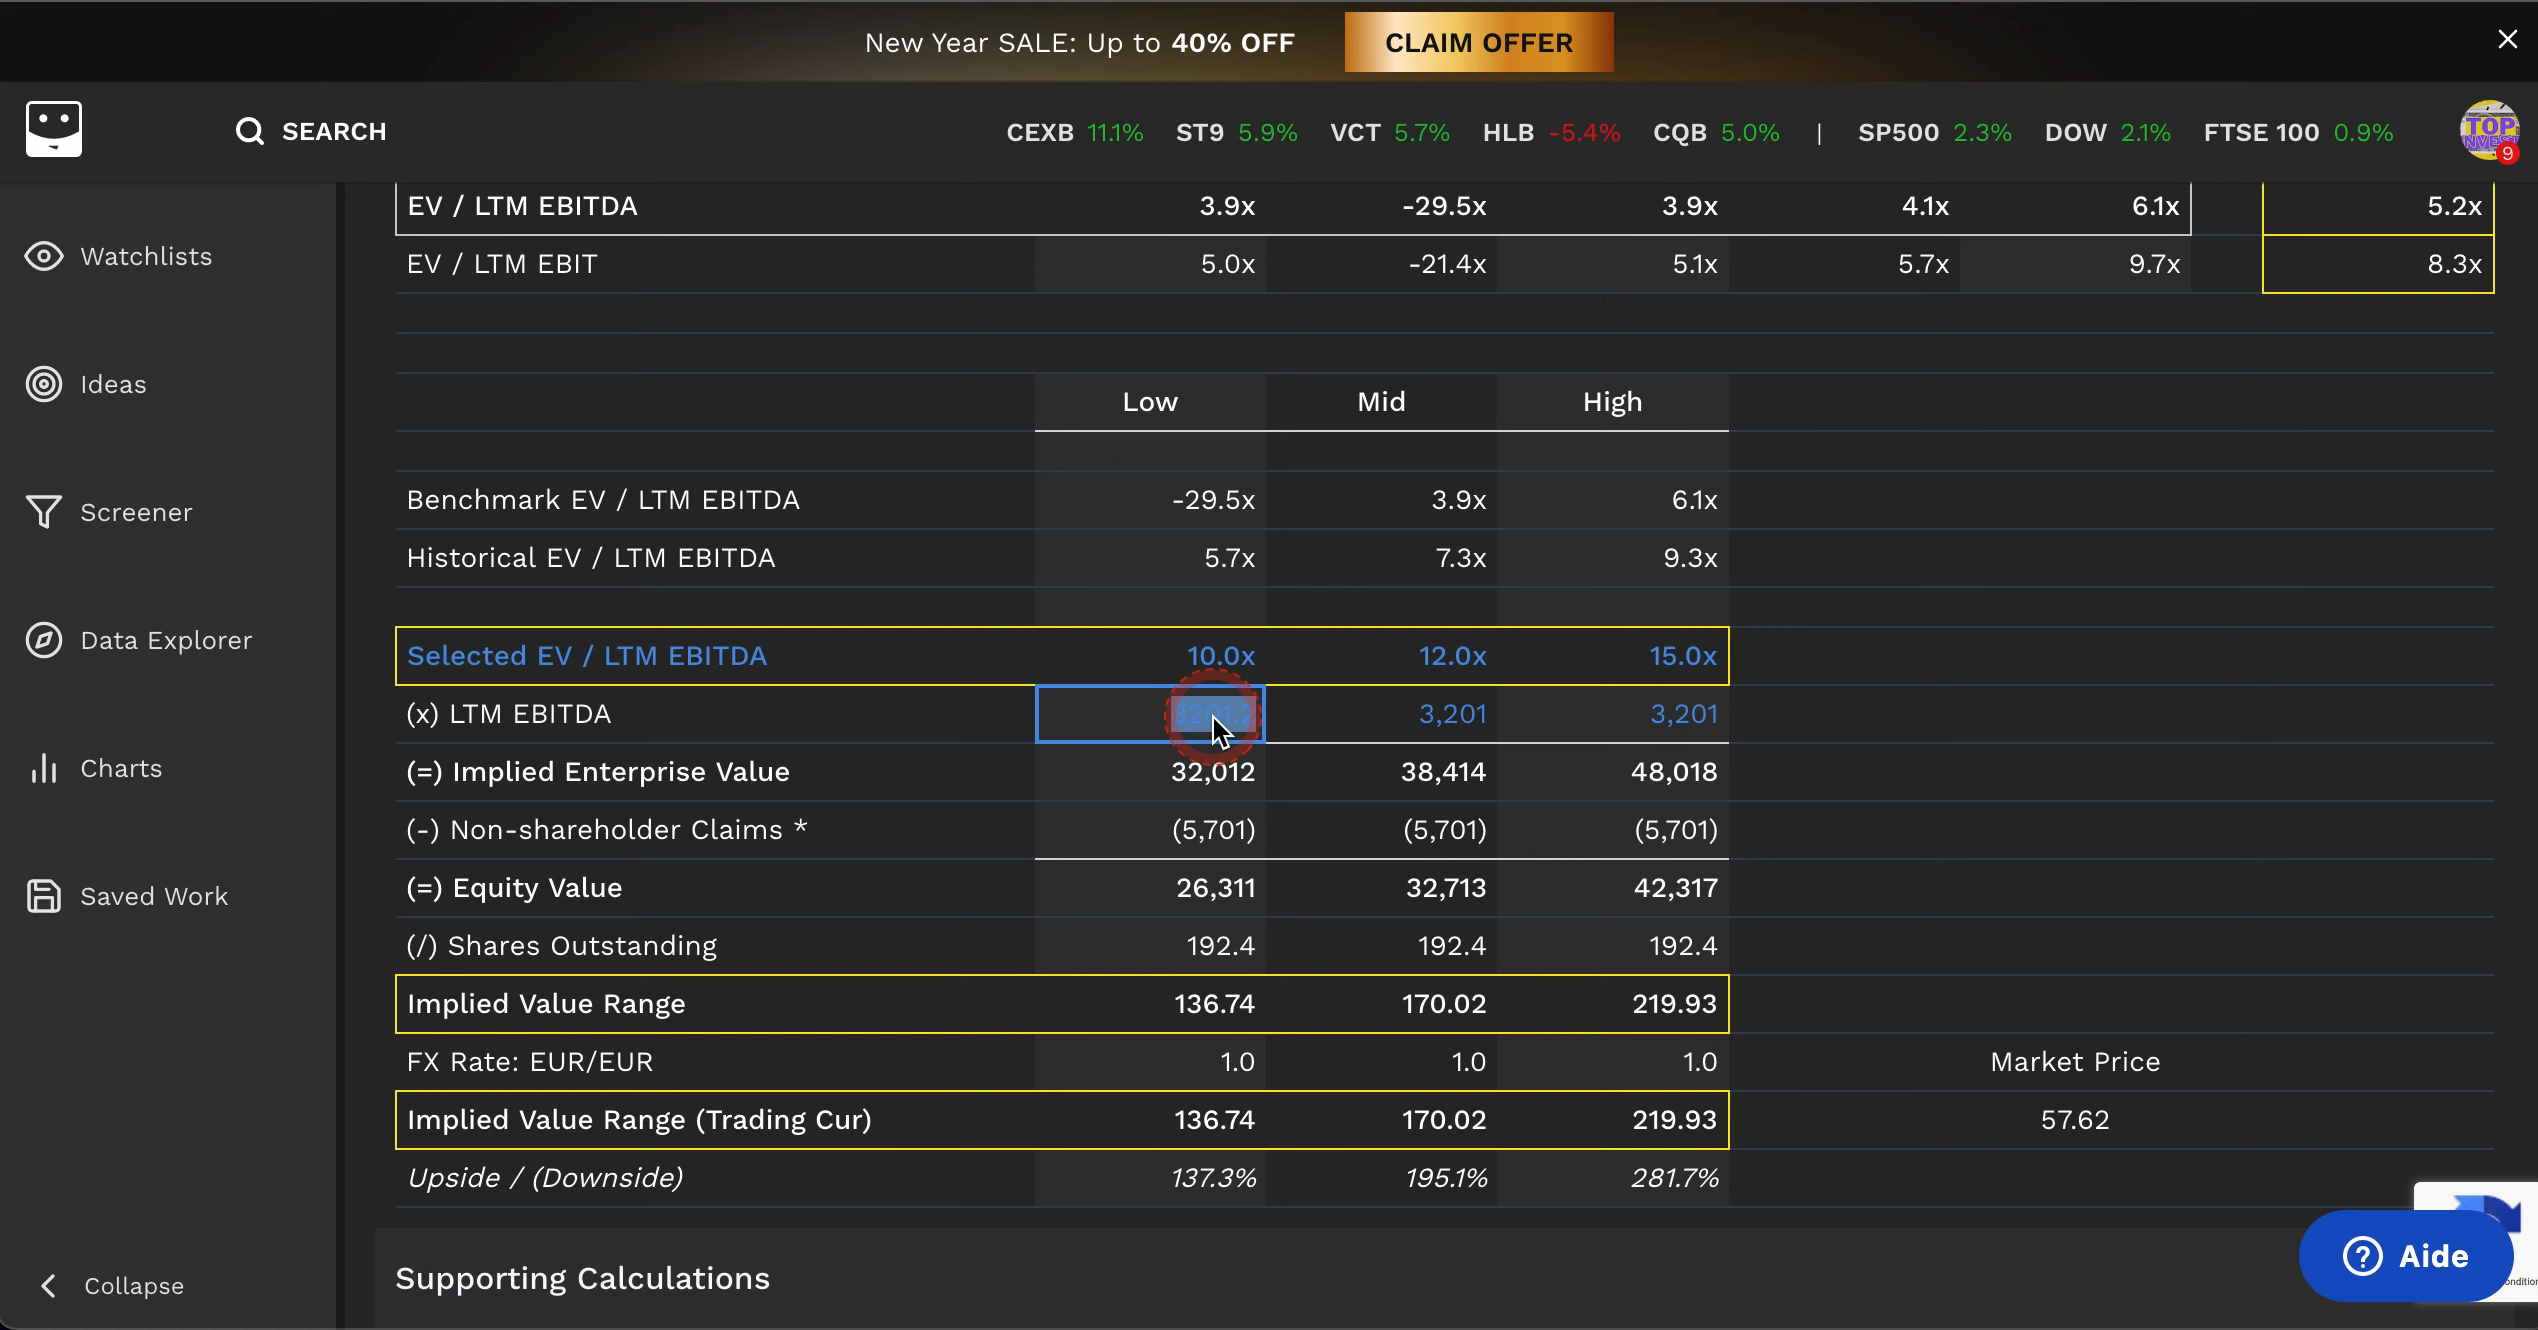 New Year SALE: Up to 40% OFF CLAIM OFFER
SEARCH CEXB 11.1% ST9 5.9% VCT 5.7% HLB -5.4% CQB 5.0% | SP500 2.3% DOW 2.1% FTSE 100 0.9% TOP 9
EV / LTM EBITDA 3.9x -29.5x 3.9x 4.1x 6.1x 5.2x
Watchlists
EV / LTM EBIT 5.0x -21.4x 5.1x 5.7x 9.7x 8.3x
Ideas
Low Mid High
Benchmark EV / LTM EBITDA -29.5x 3.9x 6.1x
Screener
Historical EV / LTM EBITDA 5.7x 7.3x 9.3x
Data Explorer
Selected EV / LTM EBITDA 10.0x 12.0x 15.0x
(x) LTM EBITDA 3201.2 3,201 3,201
Charts
(=) Implied Enterprise Value 32,012 38,414 48,018
(-) Non-shareholder Claims * (5,701) (5,701) (5,701)
Saved Work
(=) Equity Value 26,311 32,713 42,317
(/) Shares Outstanding 192.4 192.4 192.4
Implied Value Range 136.74 170.02 219.93
FX Rate: EUR/EUR 1.0 1.0 1.0 Market Price
Implied Value Range (Trading Cur) 136.74 170.02 219.93 57.62
Upside / (Downside) 137.3% 195.1% 281.7%
Aide
Supporting Calculations
Collapse